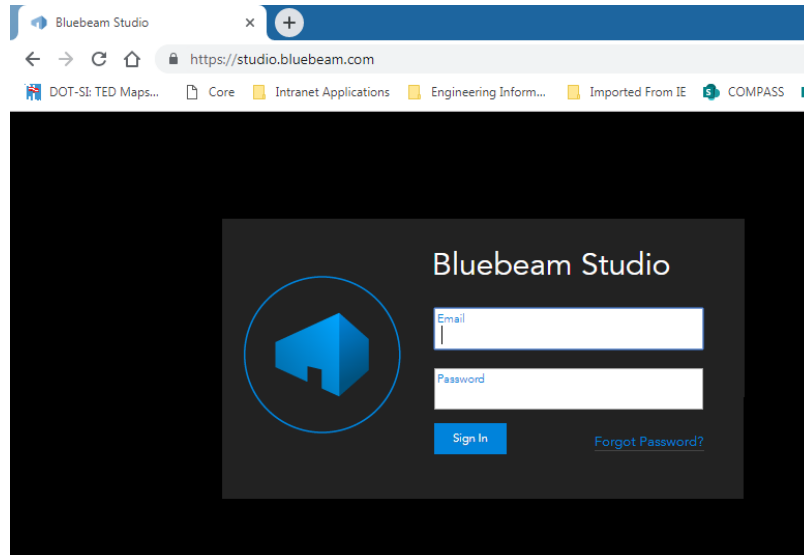 Bluebeam Studio
https://studio.bluebeam.com
DOT-SI: TED Maps... Core Intranet Applications Engineering Inform... Imported From IE COMPASS
Bluebeam Studio
Email
Password
Sign In Forgot Password?